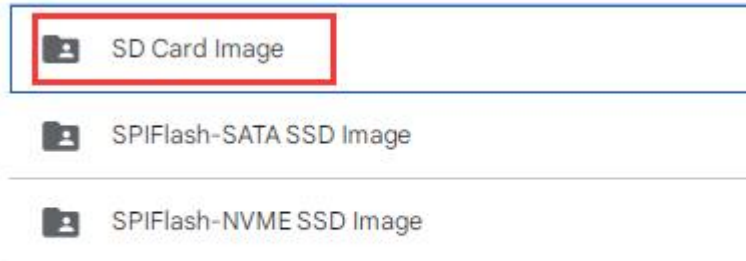 SD Card Image
SPIFlash-SATA SSD Image
SPIFlash-NVME SSD Image